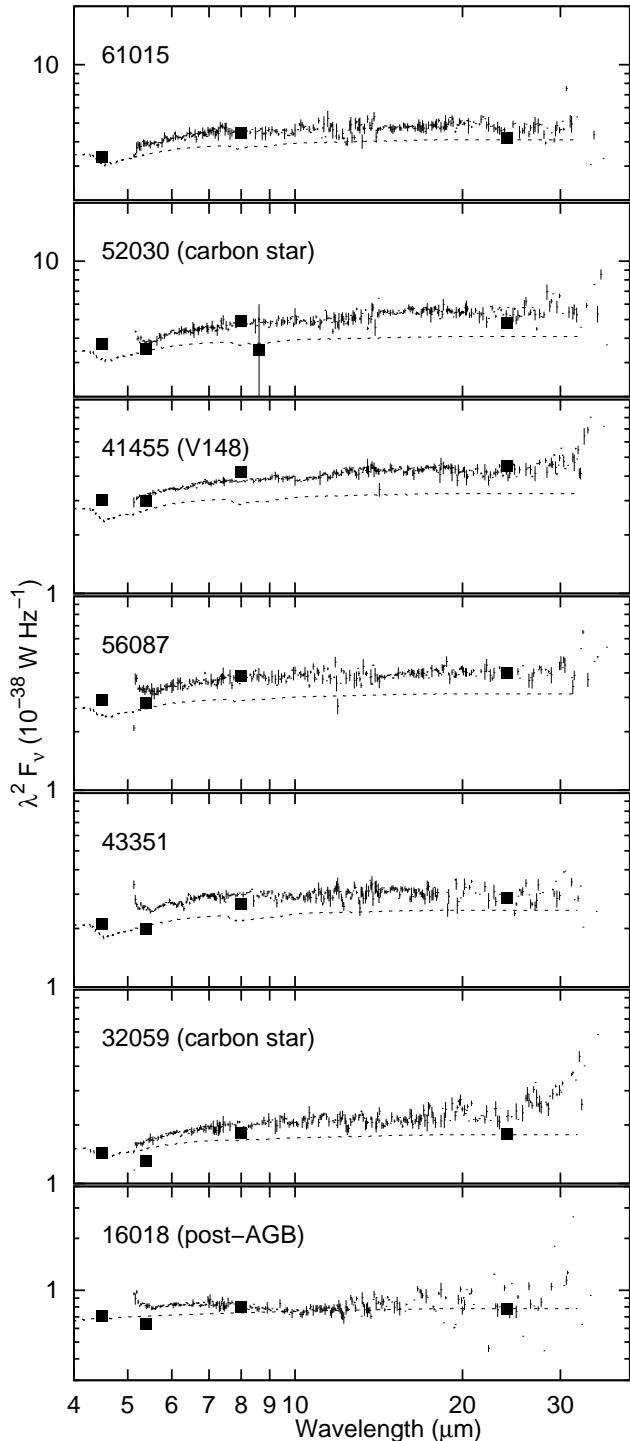 61015
10
52030 (carbon star)
10
41455 (V148)
1
56087
1
43351
1
32059 (carbon star)
1
16018 (post−AGB)
1
4 5 6 7 8 9 10 20 30
Wavelength (μm)
λ² Fν (10⁻³⁸ W Hz⁻¹)